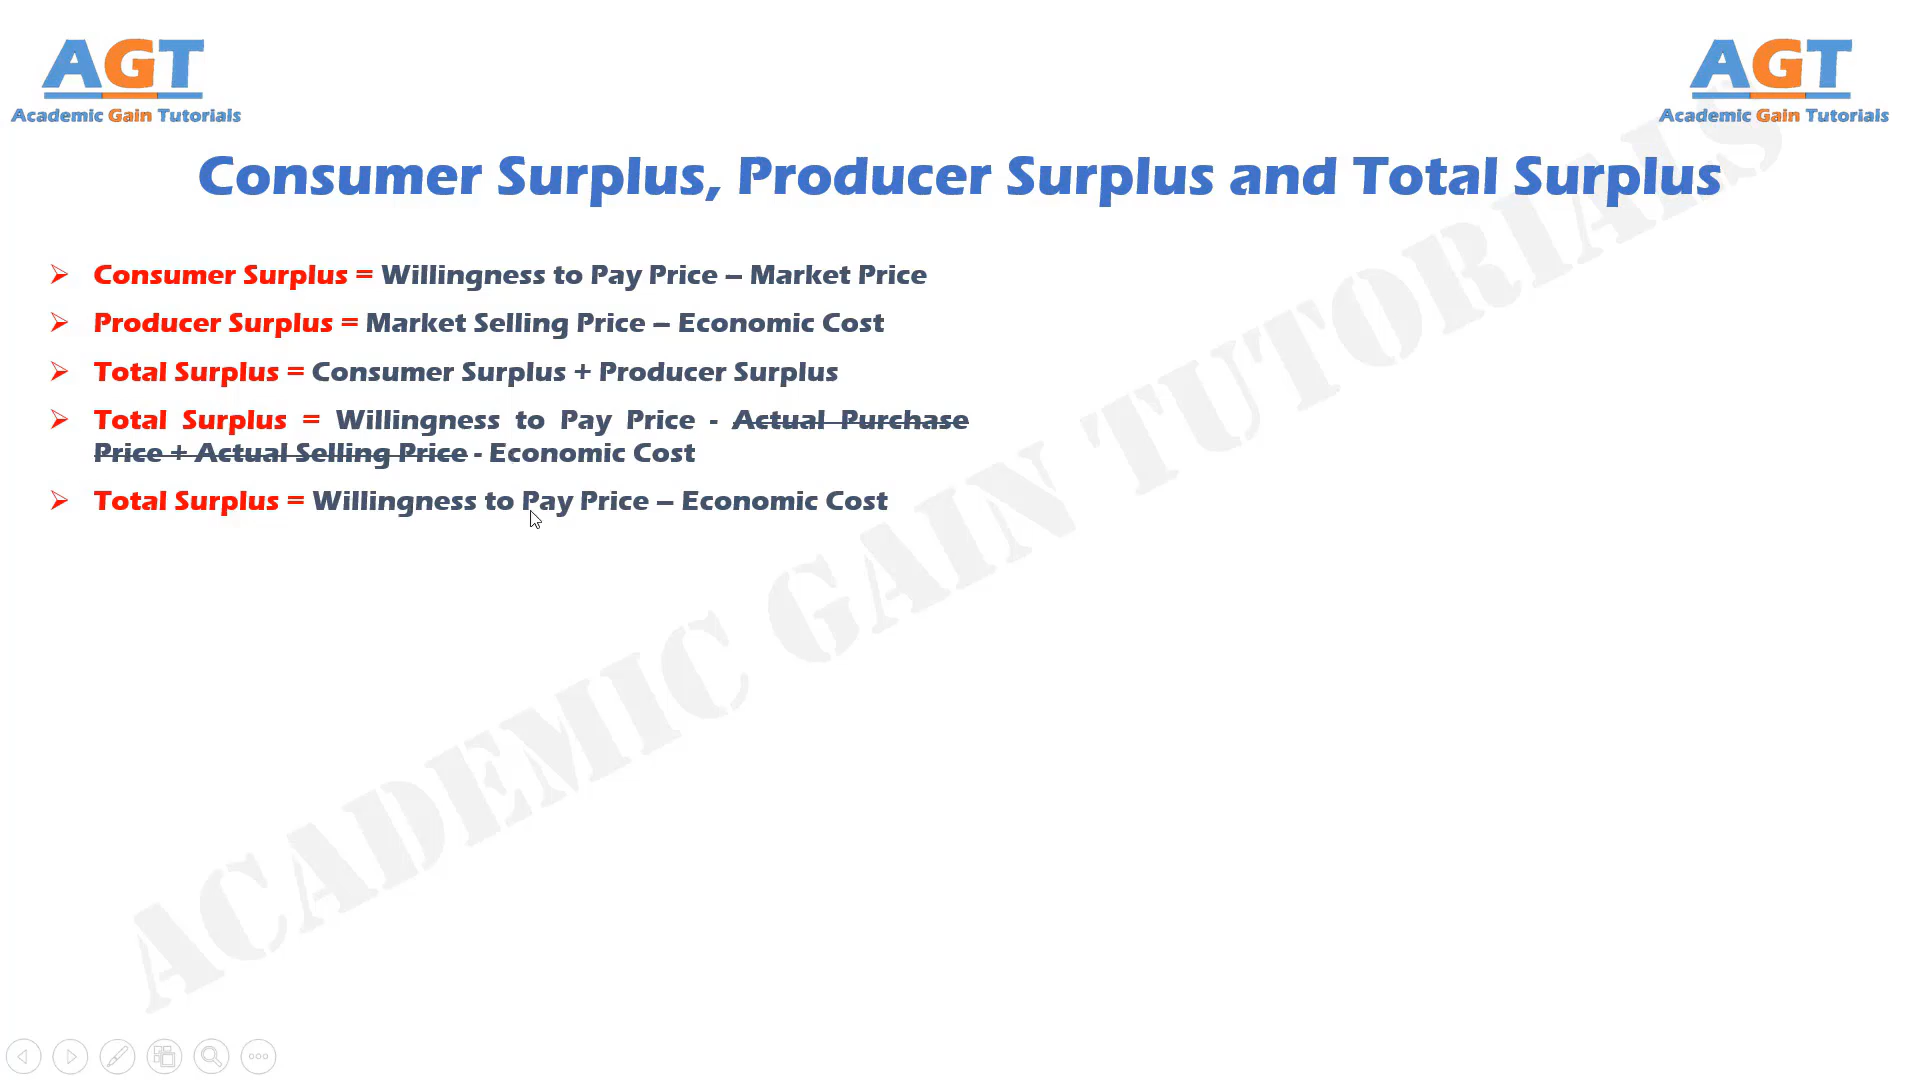 AGT
Academic Gain Tutorials
AGT
Academic Gain Tutorials
Consumer Surplus, Producer Surplus and Total Surplus
➢ Consumer Surplus = Willingness to Pay Price – Market Price
➢ Producer Surplus = Market Selling Price – Economic Cost
➢ Total Surplus = Consumer Surplus + Producer Surplus
➢ Total Surplus = Willingness to Pay Price - Actual Purchase
Price + Actual Selling Price - Economic Cost
➢ Total Surplus = Willingness to Pay Price – Economic Cost
ACADEMIC GAIN TUTORIALS